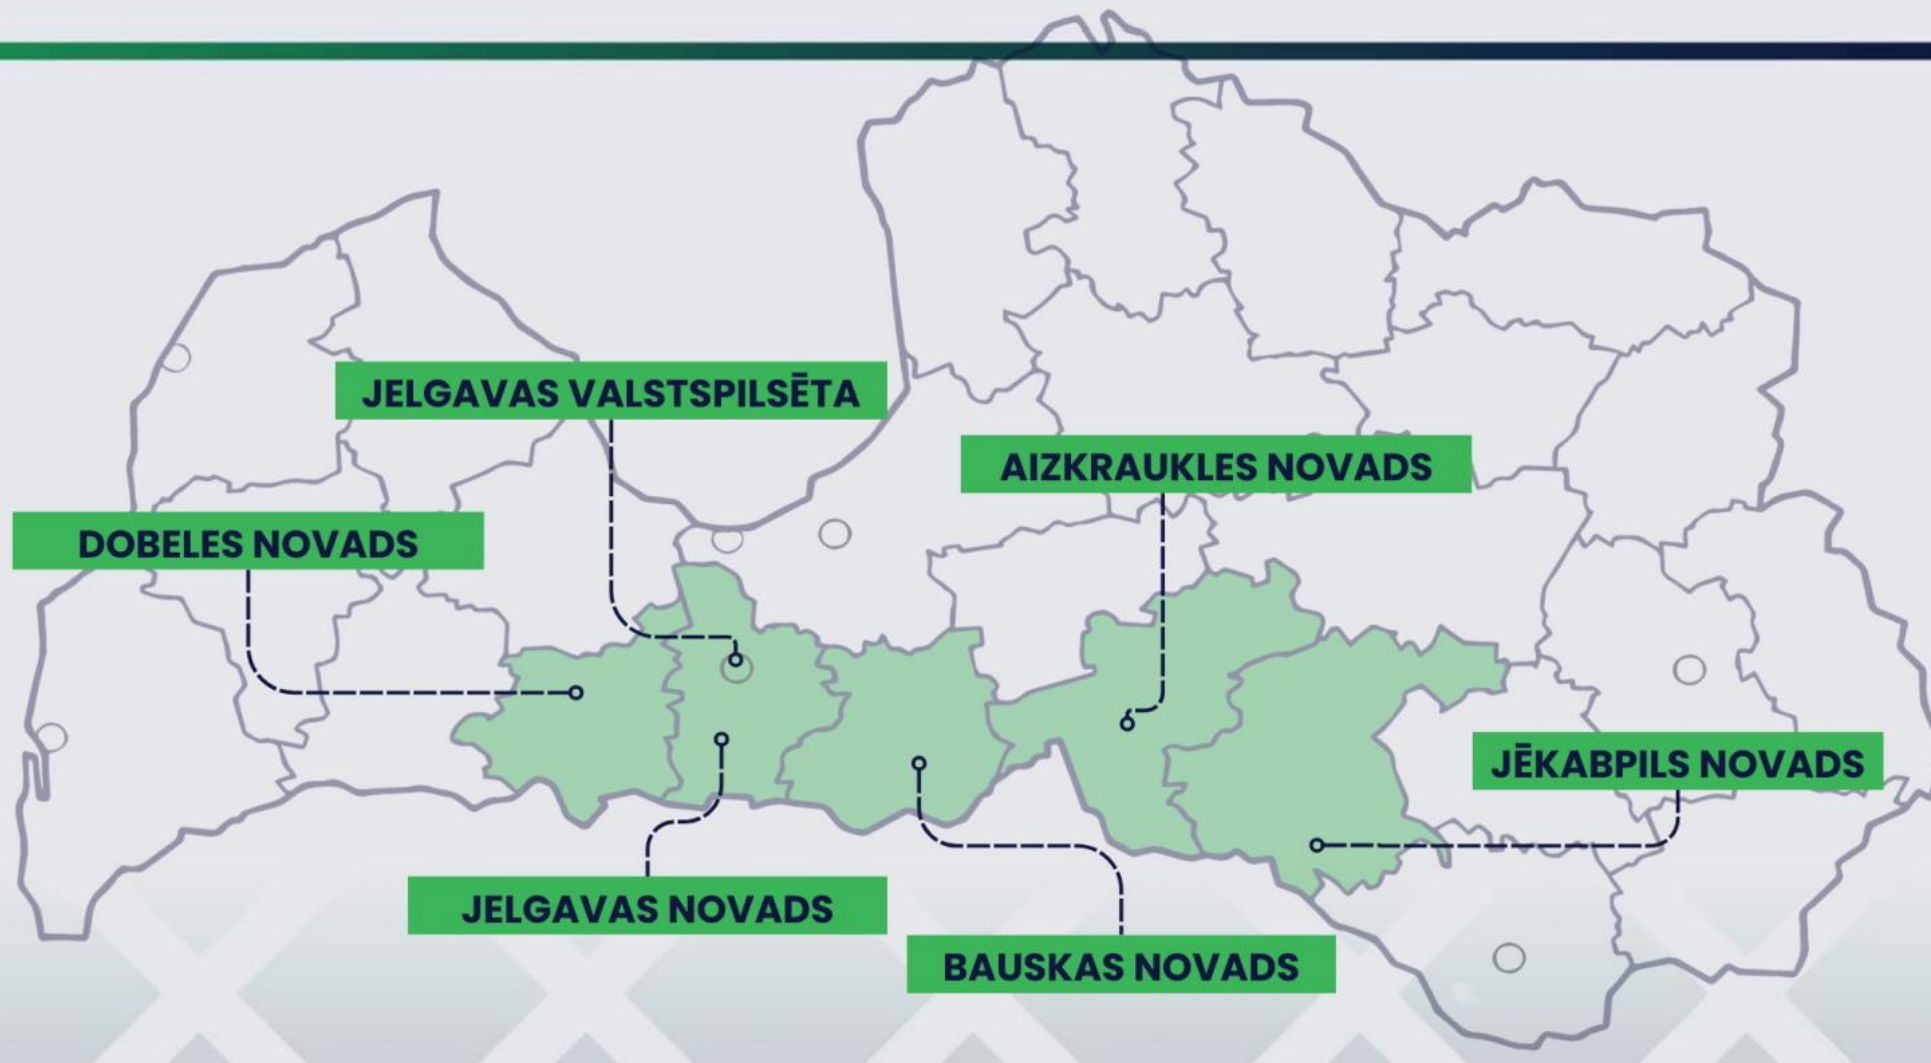 JELGAVAS VALSTSPILSĒTA
AIZKRAUKLES NOVADS
DOBELES NOVADS
JĒKABPILS NOVADS
JELGAVAS NOVADS
BAUSKAS NOVADS